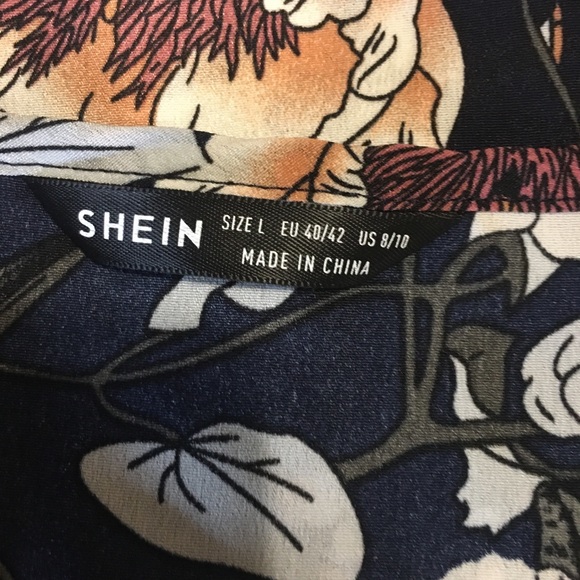 SHEIN SIZE L EU 40/42 US 8/10
MADE IN CHINA